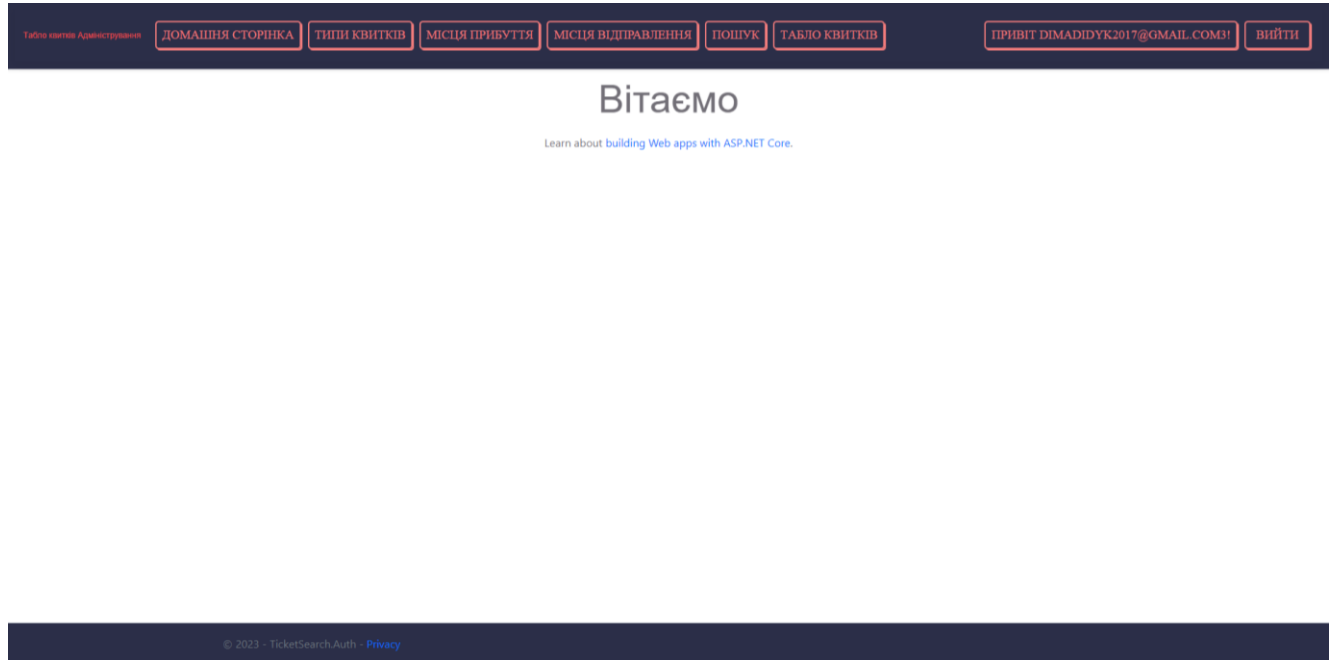 Табло квитків Адміністрування ДОМАШНЯ СТОРІНКА ТИПИ КВИТКІВ МІСЦЯ ПРИБУТТЯ МІСЦЯ ВІДПРАВЛЕННЯ ПОШУК ТАБЛО КВИТКІВ ПРИВІТ DIMADIDYK2017@GMAIL.COM3! ВИЙТИ
Вітаємо
Learn about building Web apps with ASP.NET Core.
© 2023 - TicketSearch.Auth - Privacy